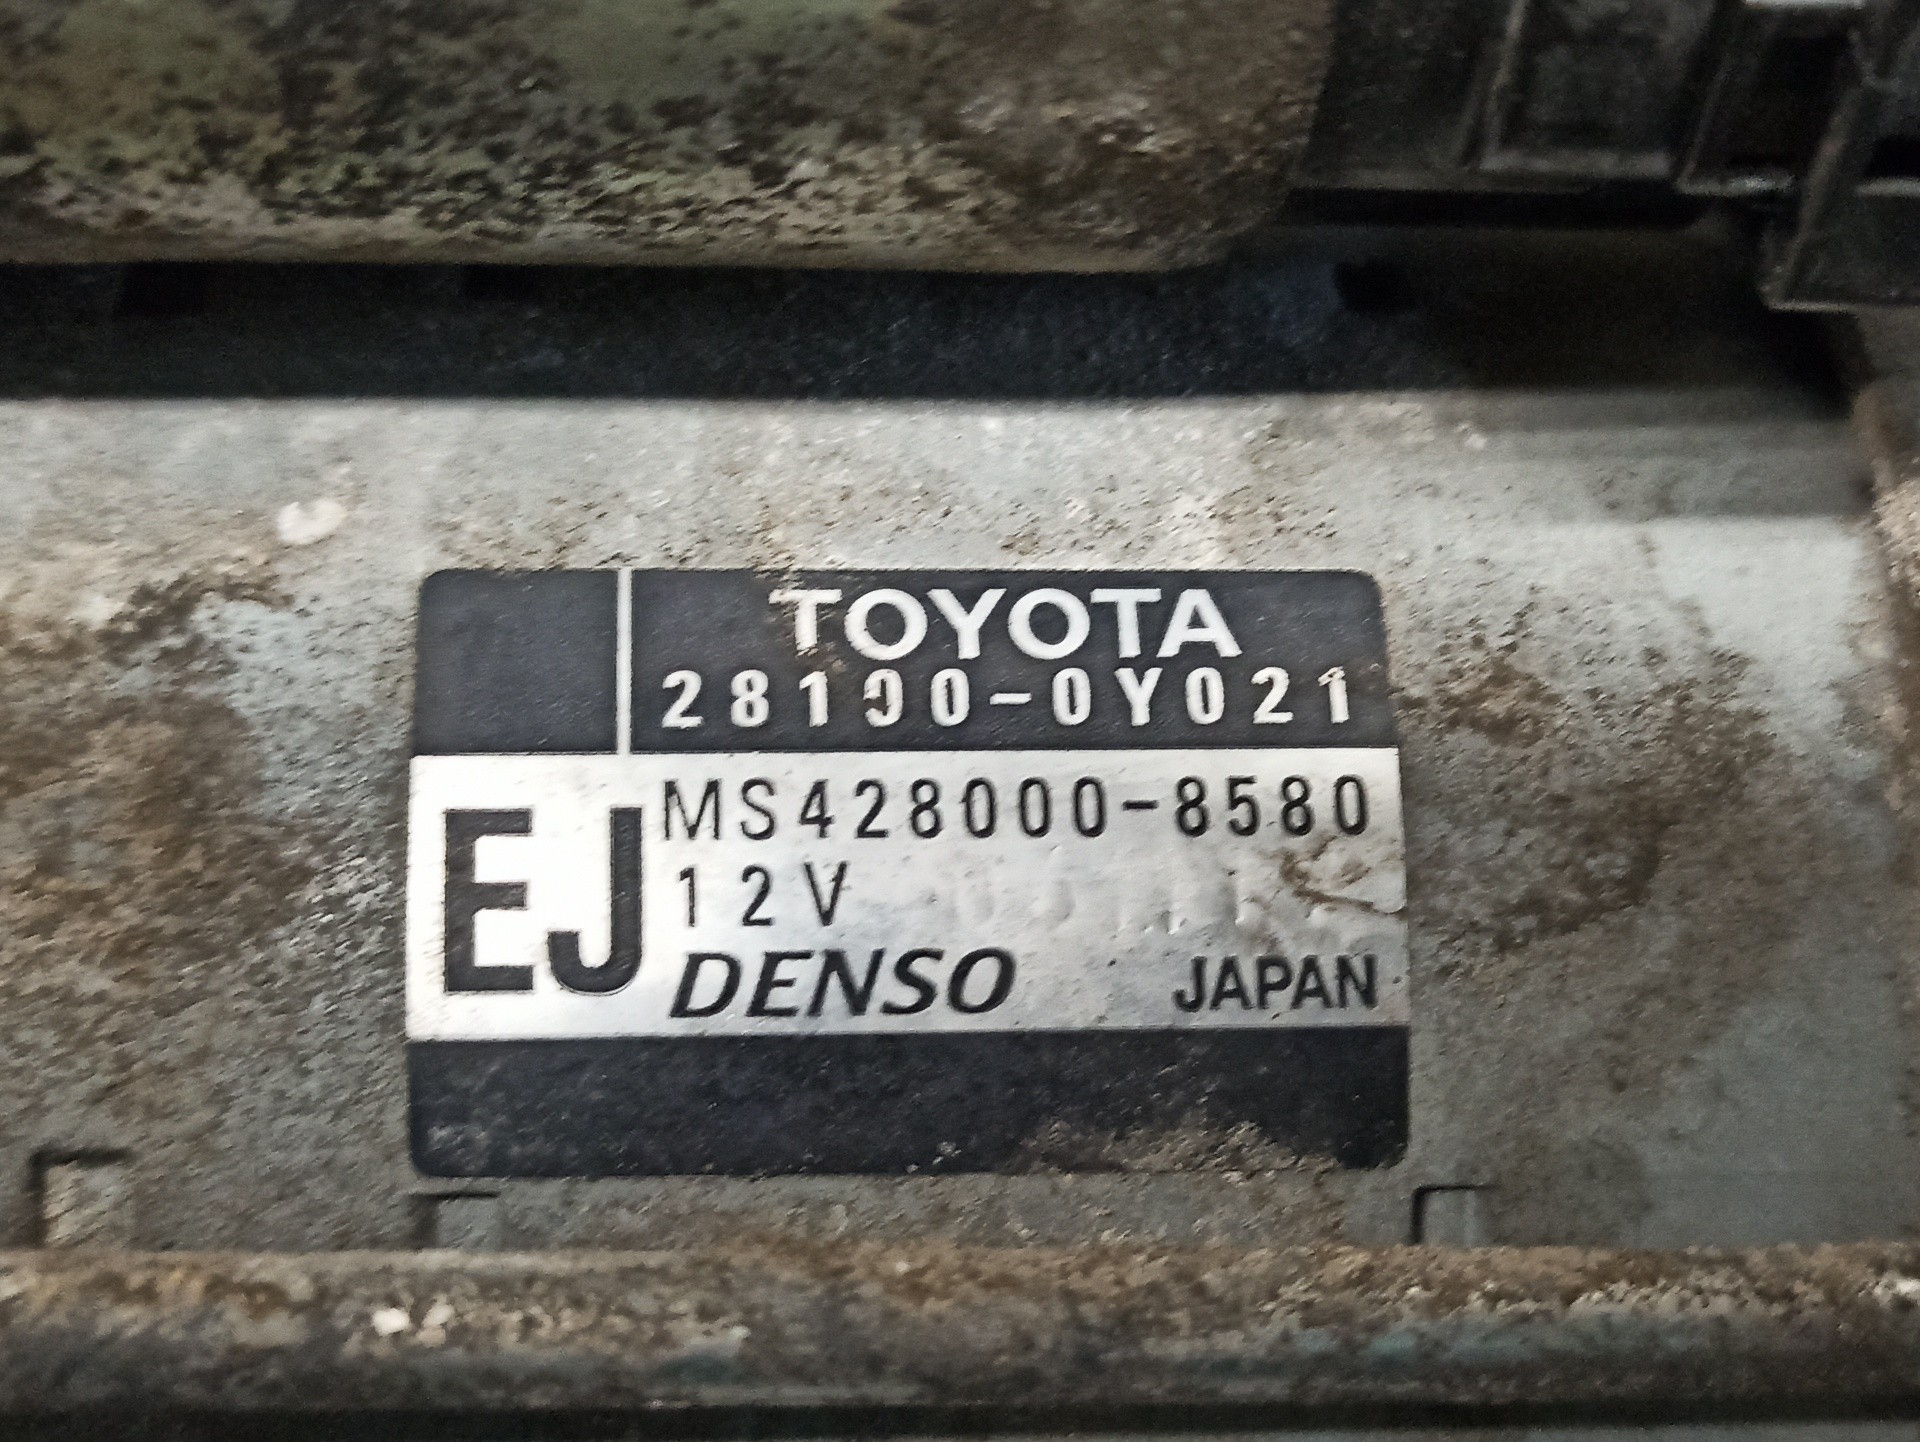 TOYOTA
28100-0Y021
EJ
MS428000-8580
12V
DENSO JAPAN